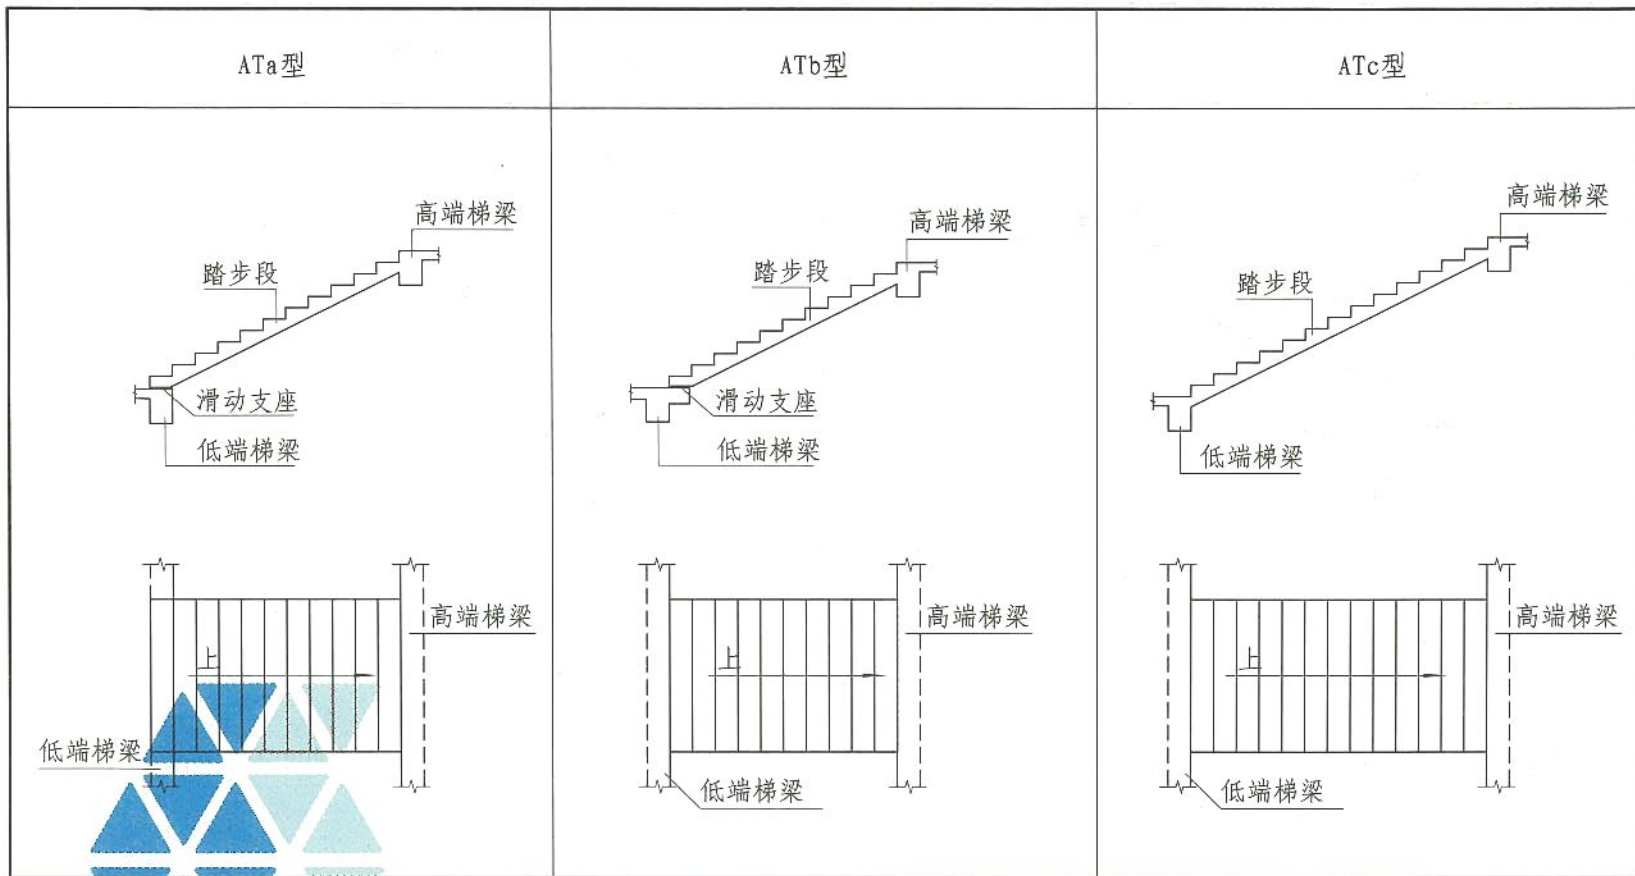 ATa型
ATb型
ATc型
高端梯梁
踏步段
滑动支座
低端梯梁
高端梯梁
踏步段
滑动支座
低端梯梁
高端梯梁
踏步段
低端梯梁
上
高端梯梁
低端梯梁
上
高端梯梁
低端梯梁
上
高端梯梁
低端梯梁